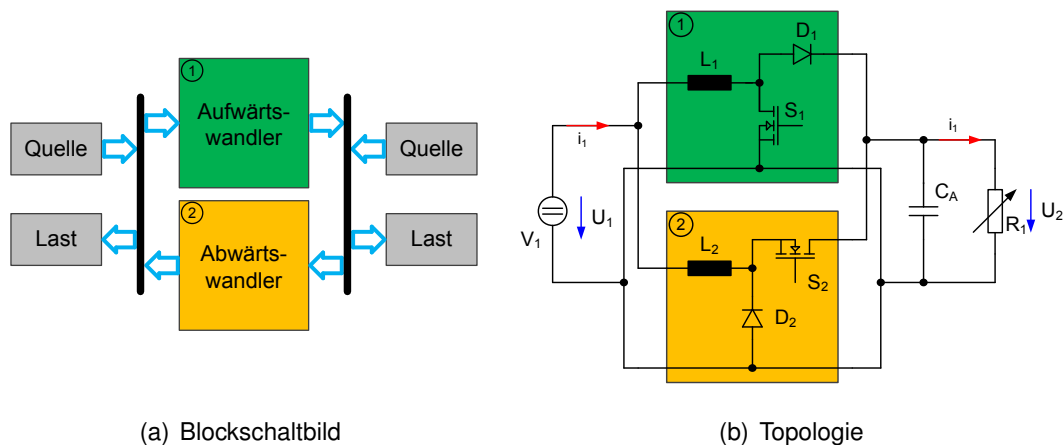 1
Aufwärts-
wandler
Quelle
Quelle
2
Abwärts-
wandler
Last
Last
(a) Blockschaltbild
1
D₁
L₁
S₁
i₁
i₁
V₁
U₁
C_A
R₁
U₂
2
L₂
S₂
D₂
(b) Topologie